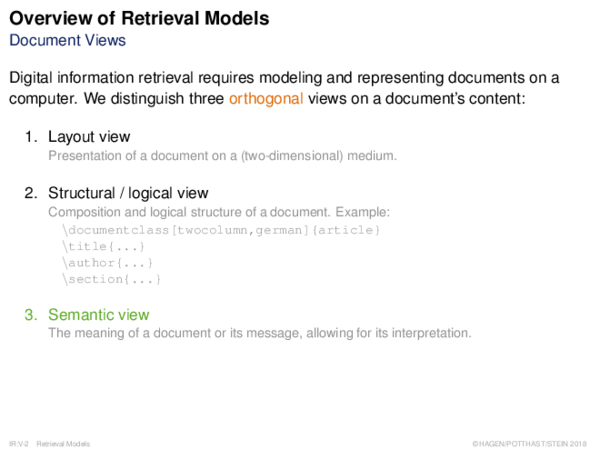 Overview of Retrieval Models
Document Views
Digital information retrieval requires modeling and representing documents on a
computer. We distinguish three orthogonal views on a document's content:
1. Layout view
Presentation of a document on a (two-dimensional) medium.
2. Structural / logical view
Composition and logical structure of a document. Example:
\documentclass[twocolumn,german]{article}
\title{...}
\author{...}
\section{...}
3. Semantic view
The meaning of a document or its message, allowing for its interpretation.
IR:V-2 Retrieval Models ©HAGEN/POTTHAST/STEIN 2018